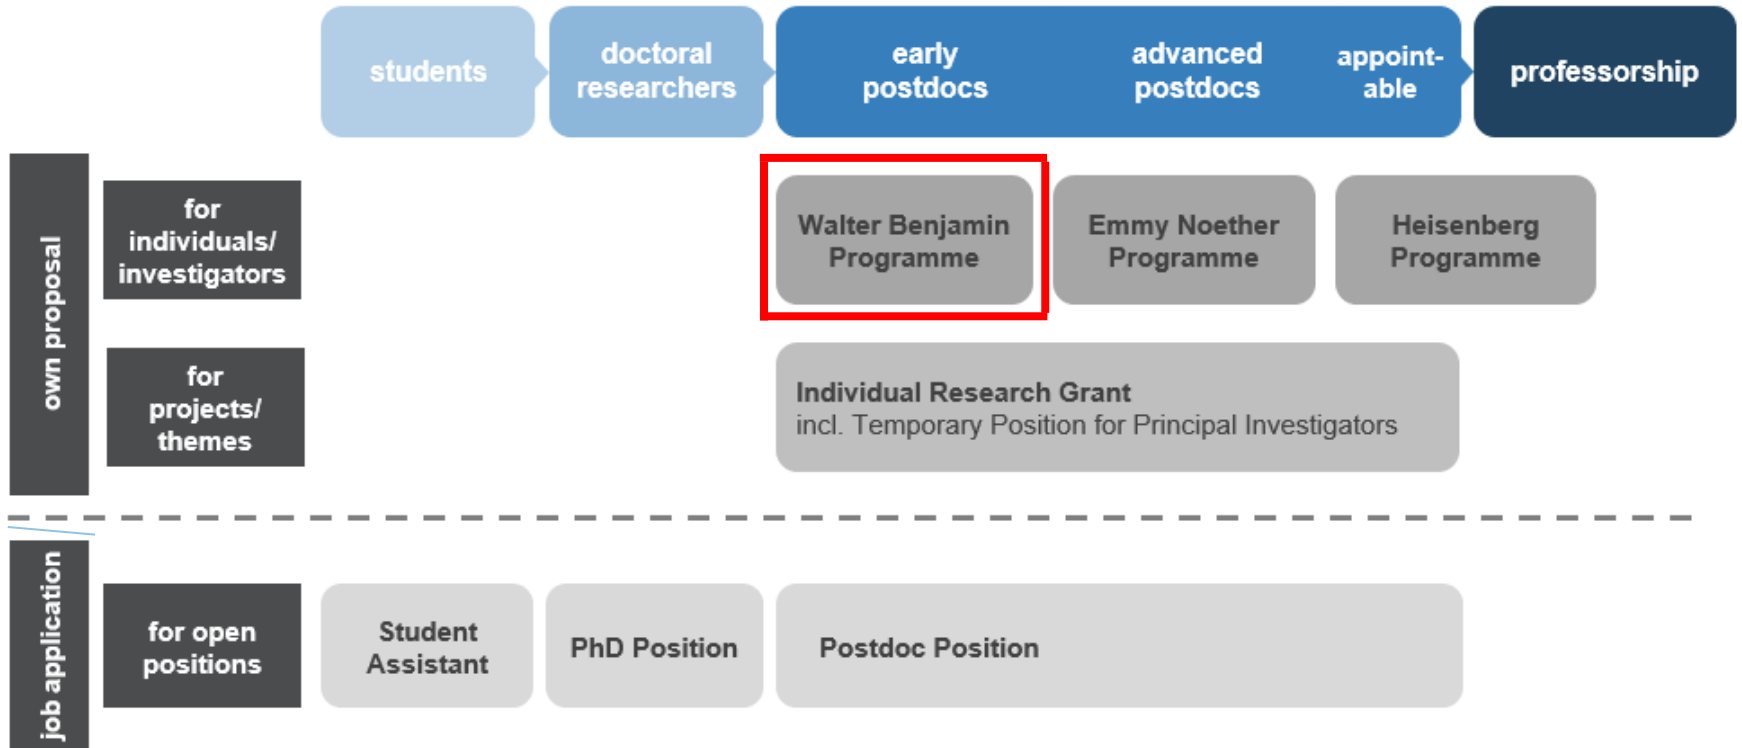 students
doctoral
researchers
early
postdocs
advanced
postdocs
appoint-
able
professorship
own proposal
for
individuals/
investigators
Walter Benjamin
Programme
Emmy Noether
Programme
Heisenberg
Programme
for
projects/
themes
Individual Research Grant
incl. Temporary Position for Principal Investigators
job application
for open
positions
Student
Assistant
PhD Position
Postdoc Position